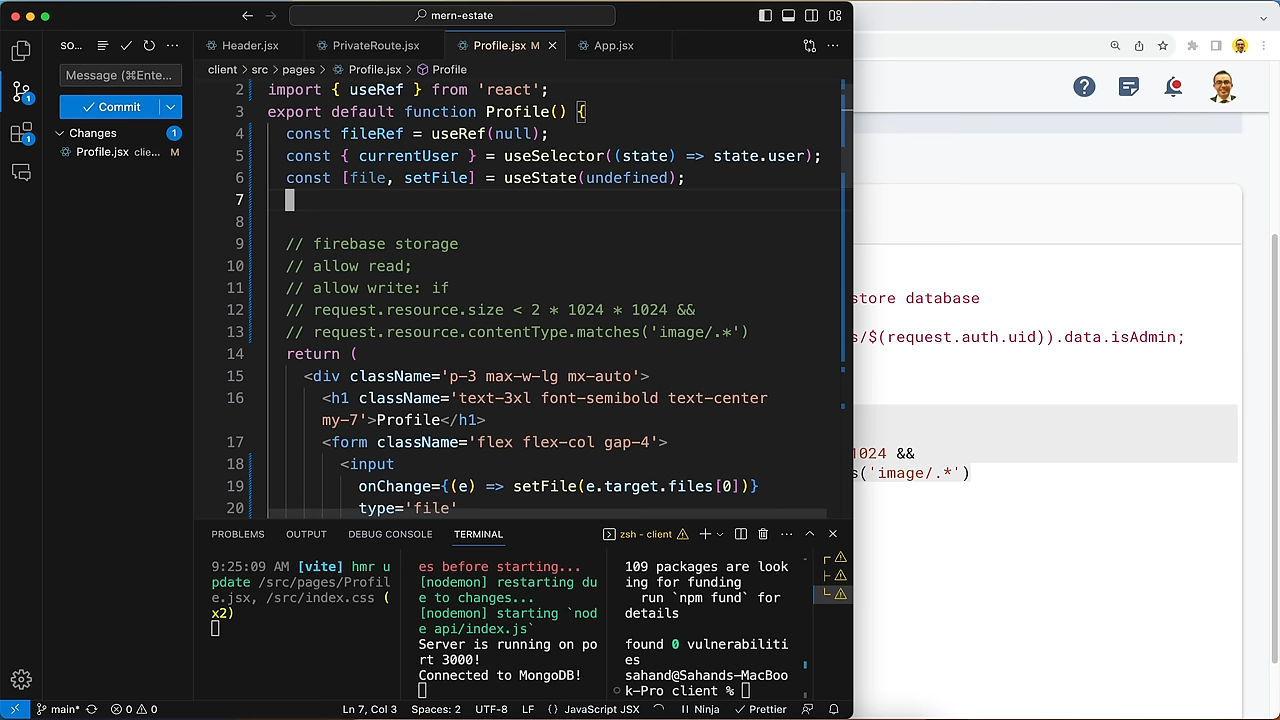 mern-estate
SO...
Message (⌘Ente...
Commit
Changes
1
Profile.jsx clie... M
1
1
Header.jsx
PrivateRoute.jsx
Profile.jsx M
App.jsx
client > src > pages > Profile.jsx > Profile
2 import { useRef } from 'react';
3 export default function Profile() {
4 const fileRef = useRef(null);
5 const { currentUser } = useSelector((state) => state.user);
6 const [file, setFile] = useState(undefined);
7
8
9 // firebase storage
10 // allow read;
11 // allow write: if
12 // request.resource.size < 2 * 1024 * 1024 &&
13 // request.resource.contentType.matches('image/.*')
14 return (
15 <div className='p-3 max-w-lg mx-auto'>
16 <h1 className='text-3xl font-semibold text-center
my-7'>Profile</h1>
17 <form className='flex flex-col gap-4'>
18 <input
19 onChange={(e) => setFile(e.target.files[0])}
20 type='file'
PROBLEMS
OUTPUT
DEBUG CONSOLE
TERMINAL
zsh - client
9:25:09 AM [vite] hmr u
pdate /src/pages/Profil
e.jsx, /src/index.css (
x2)
es before starting...
[nodemon] restarting du
e to changes...
[nodemon] starting `nod
e api/index.js`
Server is running on po
rt 3000!
Connected to MongoDB!
109 packages are look
ing for funding
run `npm fund` for
details
found 0 vulnerabiliti
es
sahand@Sahands-MacBoo
k-Pro client %
main*
0
0
Ln 7, Col 3
Spaces: 2
UTF-8
LF
{} JavaScript JSX
Ninja
Prettier
store database
s/$(request.auth.uid)).data.isAdmin;
1024 &&
s('image/.*')